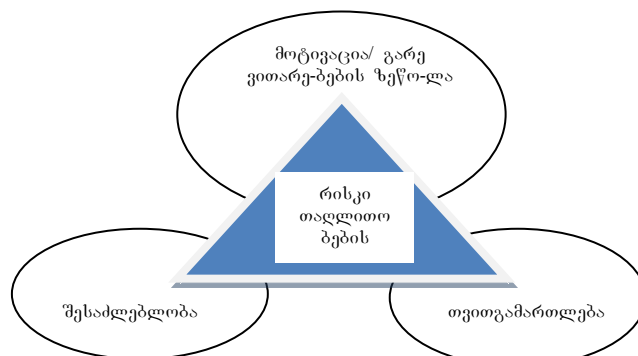 მოტივაცია/ გარე
ვითარე-ბების ზეწო-ლა
რისკი
თაღლითო
ბების
შესაძლებლობა
თვითგამართლება